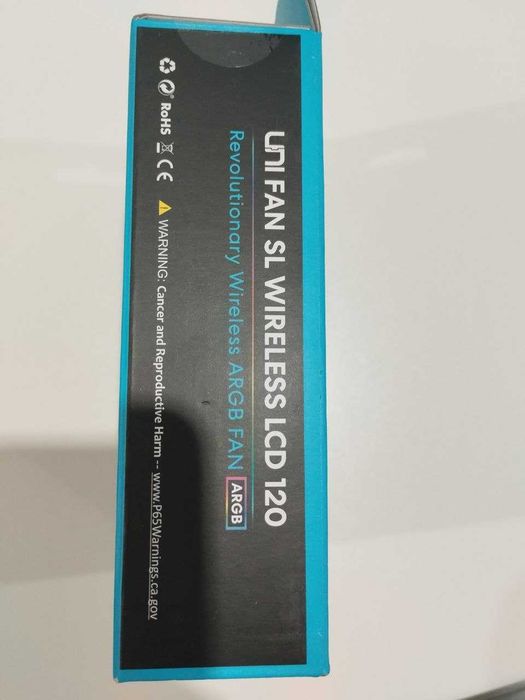 UNI FAN SL WIRELESS LCD 120
Revolutionary Wireless ARGB FAN ARGB
RoHS CE WARNING: Cancer and Reproductive Harm -- www.P65Warnings.ca.gov